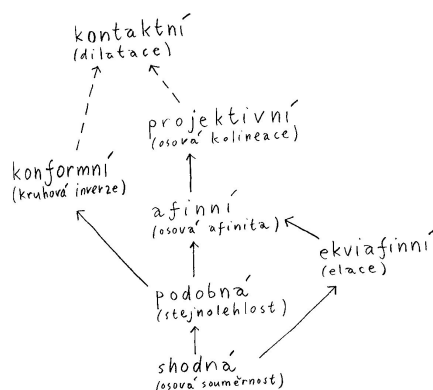 kontaktní
(dilatace)
projektivní
(osová kolineace)
konformní
(kruhová inverze)
afinní
(osová afinita)
ekviafinní
(elace)
podobná
(stejnolehlost)
shodná
(osová souměrnost)